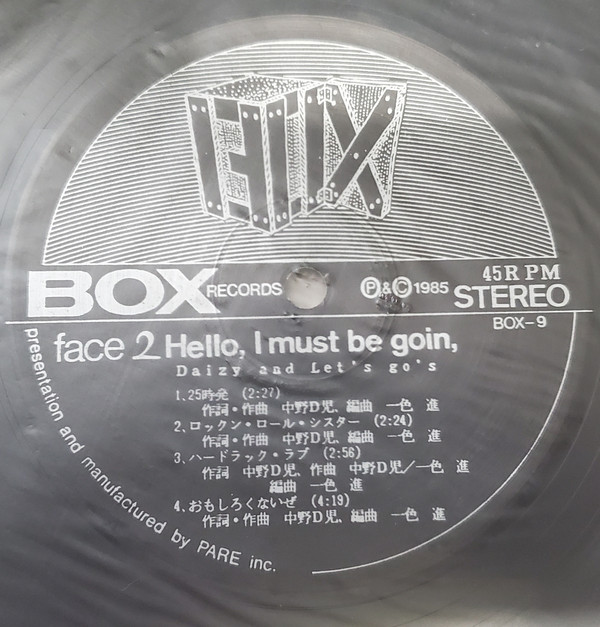 BOX
BOX RECORDS
Ⓟ&Ⓒ1985
45RPM
STEREO
BOX-9
face 2 Hello, I must be goin,
Daizy and Let's go's
1.25時発 (2:27)
作詞・作曲 中野D児、編曲 一色 進
2.ロックン・ロール・シスター (2:24)
作詞・作曲 中野D児、編曲 一色 進
3.ハードラック・ラブ (2:56)
作詞 中野D児、作曲 中野D児/一色 進
編曲 一色 進
4.おもしろくないぜ (4:19)
作詞・作曲 中野D児、編曲 一色 進
presentation and manufactured by PARE inc.